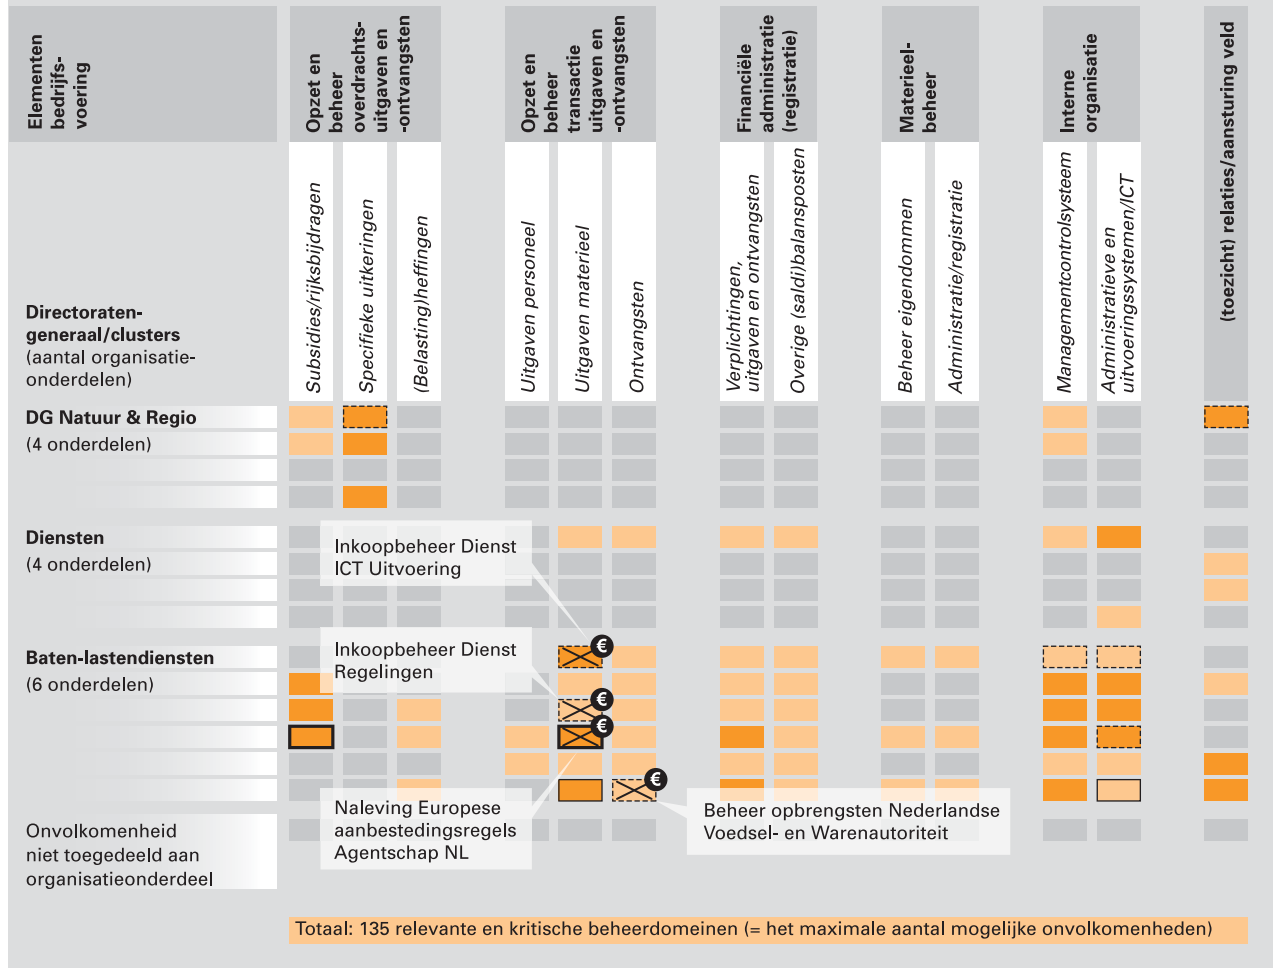 Elementen
bedrijfs-
voering
Opzet en
beheer
overdrachts-
uitgaven en
-ontvangsten
Opzet en
beheer
transactie
uitgaven en
-ontvangsten
Financiële
administratie
(registratie)
Materieel-
beheer
Interne
organisatie
(toezicht) relaties/aansturing veld
Subsidies/rijksbijdragen
Specifieke uitkeringen
(Belasting)heffingen
Uitgaven personeel
Uitgaven materieel
Ontvangsten
Verplichtingen,
uitgaven en ontvangsten
Overige (saldi)balansposten
Beheer eigendommen
Administratie/registratie
Managementcontrolsysteem
Administratieve en
uitvoeringssystemen/ICT
Directoraten-
generaal/clusters
(aantal organisatie-
onderdelen)
DG Natuur & Regio
(4 onderdelen)
Diensten
(4 onderdelen)
Inkoopbeheer Dienst
ICT Uitvoering
Baten-lastendiensten
(6 onderdelen)
Inkoopbeheer Dienst
Regelingen
€
€
€
€
Naleving Europese
aanbestedingsregels
Agentschap NL
Beheer opbrengsten Nederlandse
Voedsel- en Warenautoriteit
Onvolkomenheid
niet toegedeeld aan
organisatieonderdeel
Totaal: 135 relevante en kritische beheerdomeinen (= het maximale aantal mogelijke onvolkomenheden)